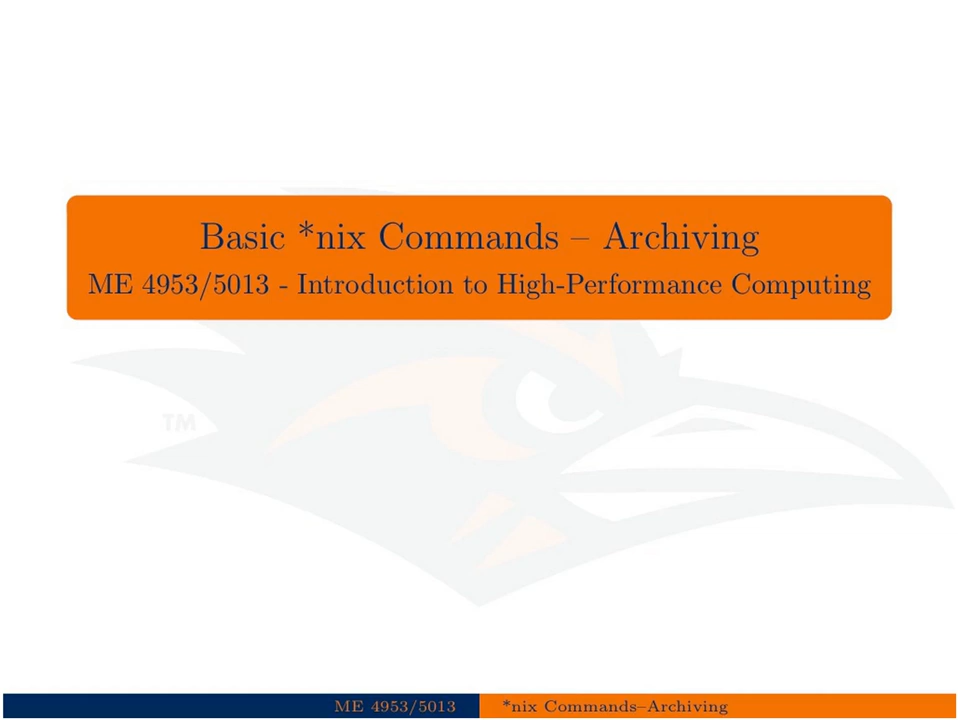 Basic *nix Commands – Archiving
ME 4953/5013 - Introduction to High-Performance Computing
TM
ME 4953/5013
*nix Commands–Archiving